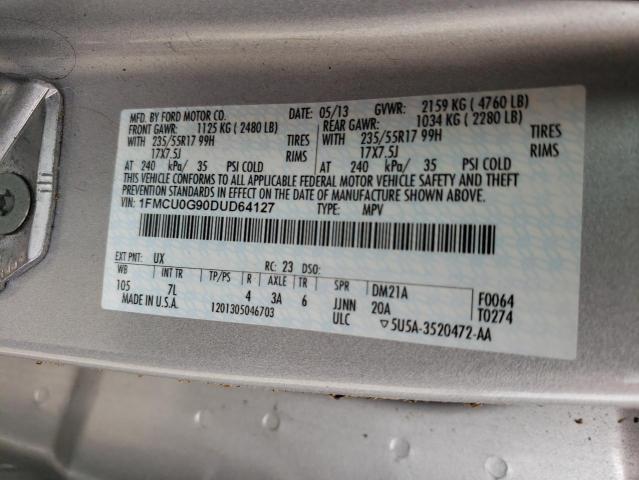 MFD. BY FORD MOTOR CO. DATE: 05/13 GVWR: 2159 KG ( 4760 LB)
FRONT GAWR: 1125 KG ( 2480 LB) REAR GAWR: 1034 KG ( 2280 LB)
WITH 235/55R17 99H TIRES WITH 235/55R17 99H TIRES
17X7.5J RIMS 17X7.5J RIMS
AT 240 kPa/ 35 PSI COLD AT 240 kPa/ 35 PSI COLD
THIS VEHICLE CONFORMS TO ALL APPLICABLE FEDERAL MOTOR VEHICLE SAFETY AND THEFT
PREVENTION STANDARDS IN EFFECT ON THE DATE OF MANUFACTURE SHOWN ABOVE.
VIN: 1FMCU0G90DUD64127 TYPE: MPV
EXT PNT: UX RC: 23 DSO:
WB INT TR TP/PS R AXLE TR SPR DM21A F0064
105 7L 4 3A 6 JJNN 20A T0274
MADE IN U.S.A. 1201305046703 ULC 5U5A-3520472-AA